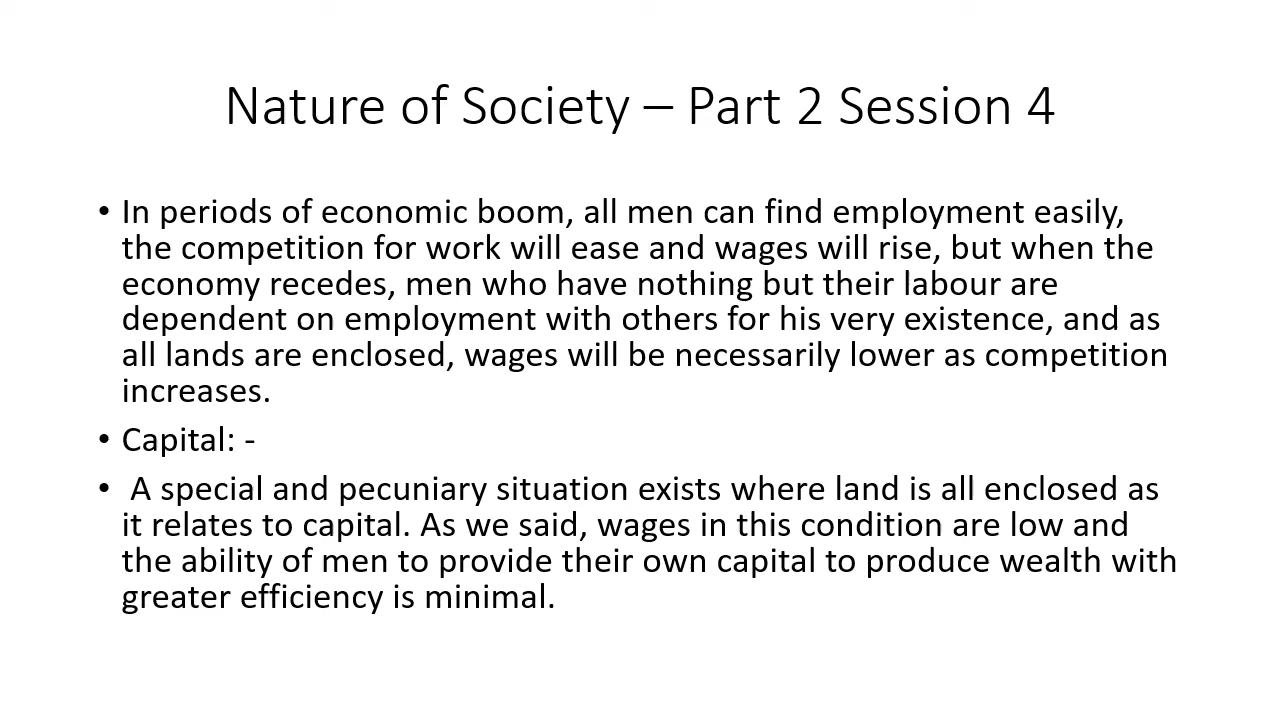 Nature of Society – Part 2 Session 4
• In periods of economic boom, all men can find employment easily,
the competition for work will ease and wages will rise, but when the
economy recedes, men who have nothing but their labour are
dependent on employment with others for his very existence, and as
all lands are enclosed, wages will be necessarily lower as competition
increases.
• Capital: -
• A special and pecuniary situation exists where land is all enclosed as
it relates to capital. As we said, wages in this condition are low and
the ability of men to provide their own capital to produce wealth with
greater efficiency is minimal.